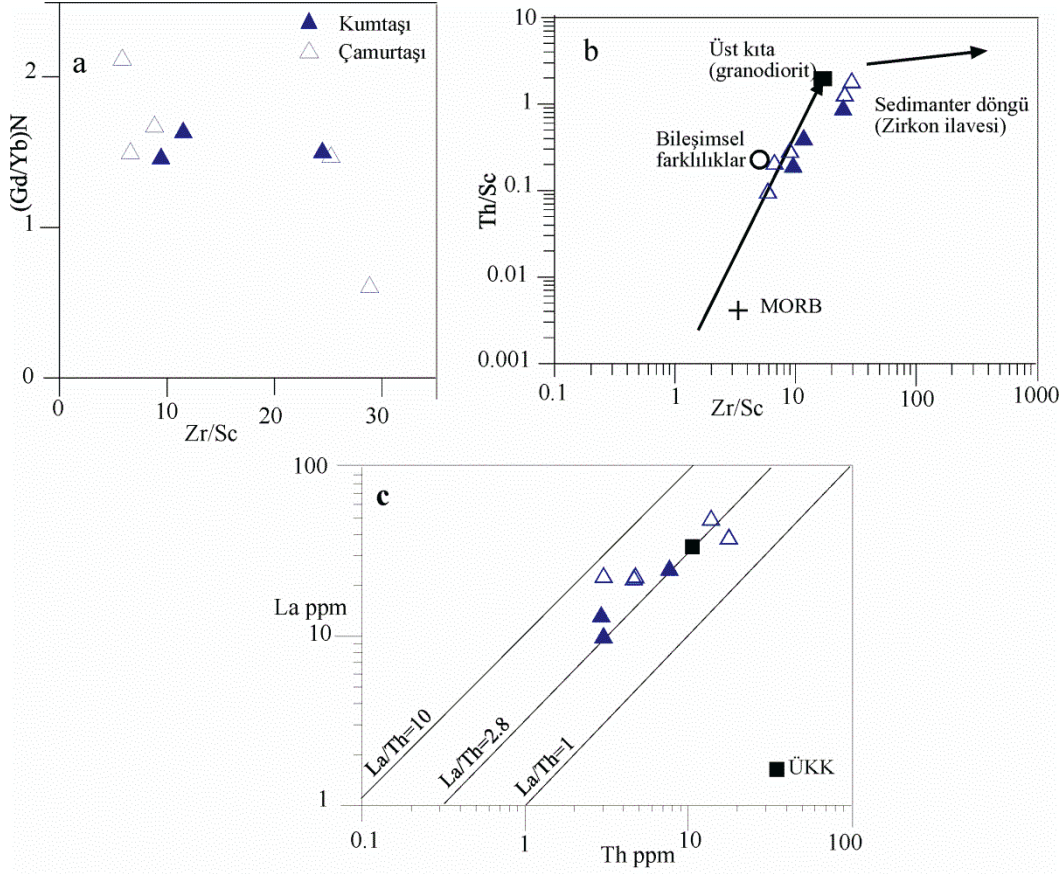 a
Kumtaşı
Çamurtaşı
2
1
0
(Gd/Yb)N
0
10
20
30
Zr/Sc
b
10
1
0.1
0.01
0.001
Th/Sc
Üst kıta
(granodiorit)
Sedimanter döngü
(Zirkon ilavesi)
Bileşimsel
farklılıklar
MORB
0.1
1
10
100
1000
Zr/Sc
c
100
10
1
La ppm
La/Th=10
La/Th=2.8
La/Th=1
ÜKK
0.1
1
10
100
Th ppm